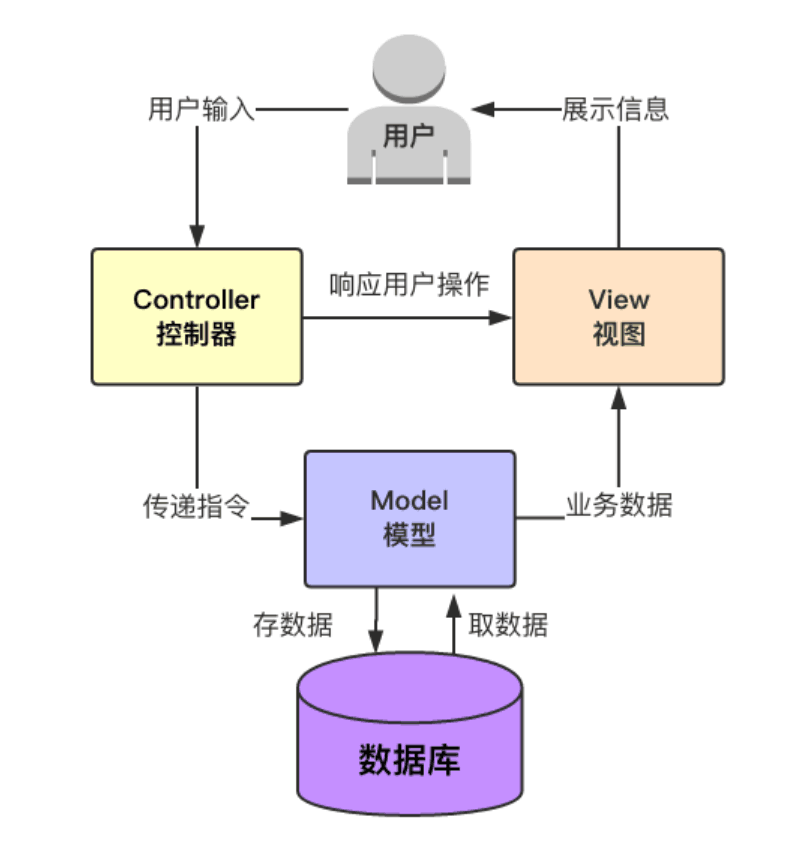 用户输入
用户
展示信息
Controller
控制器
响应用户操作
View
视图
传递指令
Model
模型
业务数据
存数据
取数据
数据库